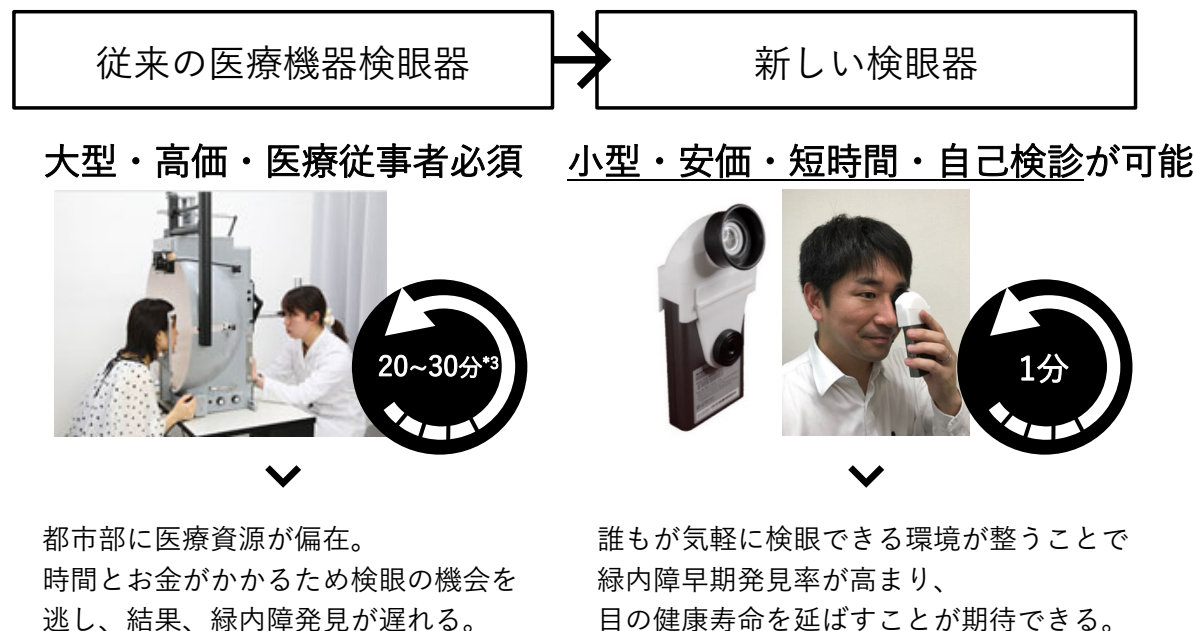 従来の医療機器検眼器
新しい検眼器
大型・高価・医療従事者必須
小型・安価・短時間・自己検診が可能
20~30分*3
1分
都市部に医療資源が偏在。
時間とお金がかかるため検眼の機会を
逃し、結果、緑内障発見が遅れる。
誰もが気軽に検眼できる環境が整うことで
緑内障早期発見率が高まり、
目の健康寿命を延ばすことが期待できる。